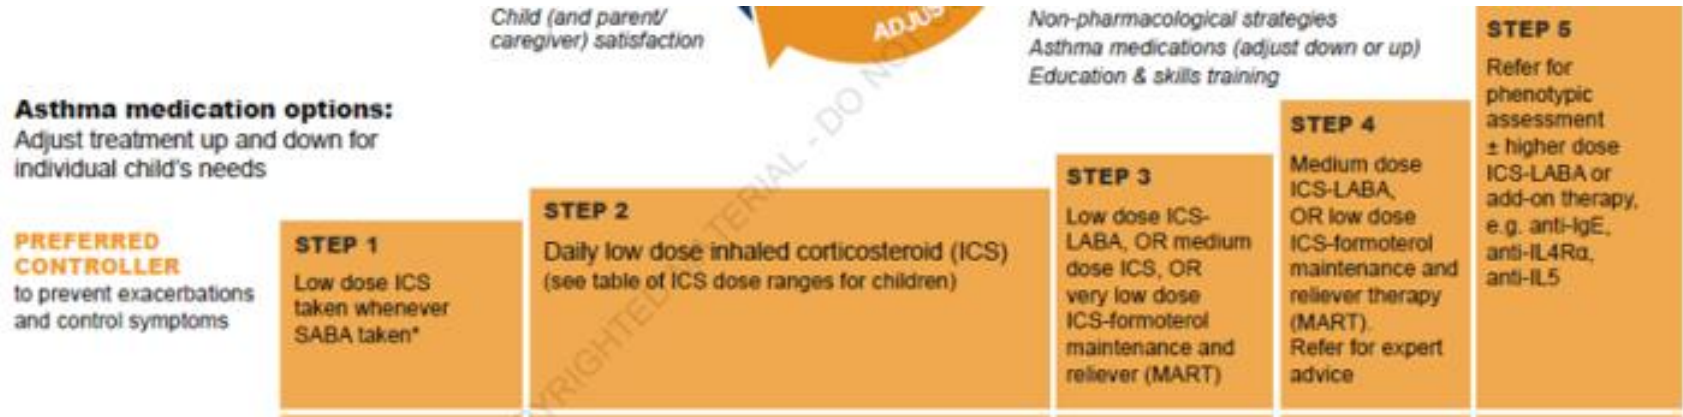 Child (and parent/
caregiver) satisfaction
ADJUS
Non-pharmacological strategies
Asthma medications (adjust down or up)
Education & skills training
Asthma medication options:
Adjust treatment up and down for
individual child's needs
PREFERRED
CONTROLLER
to prevent exacerbations
and control symptoms
STEP 1
Low dose ICS
taken whenever
SABA taken*
STEP 2
Daily low dose inhaled corticosteroid (ICS)
(see table of ICS dose ranges for children)
STEP 3
Low dose ICS-
LABA, OR medium
dose ICS, OR
very low dose
ICS-formoterol
maintenance and
reliever (MART)
STEP 4
Medium dose
ICS-LABA,
OR low dose
ICS-formoterol
maintenance and
reliever therapy
(MART).
Refer for expert
advice
STEP 5
Refer for
phenotypic
assessment
± higher dose
ICS-LABA or
add-on therapy,
e.g. anti-IgE,
anti-IL4Rα,
anti-IL5
YRIGHTED MATERIAL - DO NOT